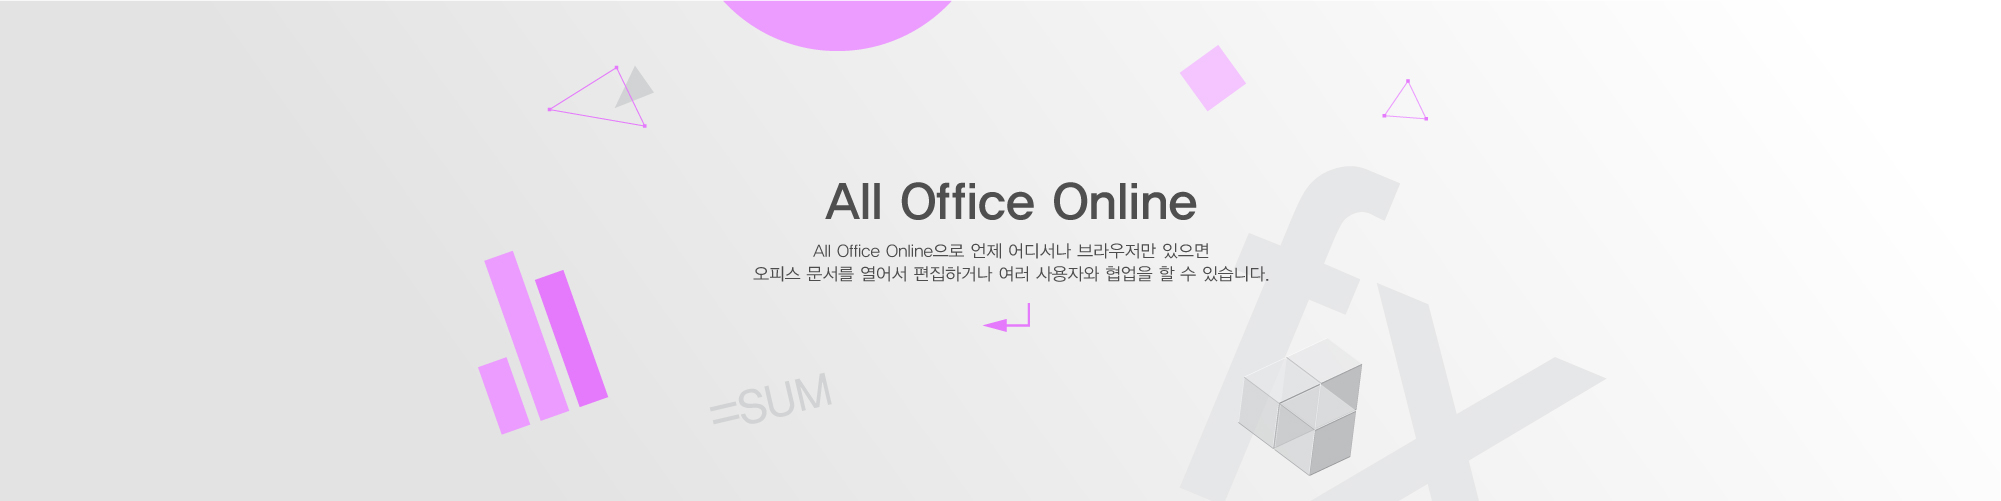 All Office Online
All Office Online으로 언제 어디서나 브라우저만 있으면
오피스 문서를 열어서 편집하거나 여러 사용자와 협업을 할 수 있습니다.
=SUM
fx